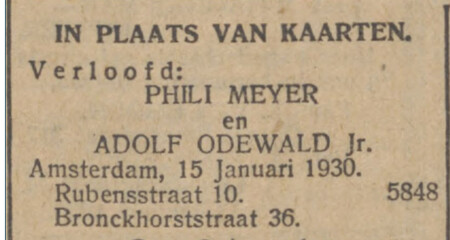 IN PLAATS VAN KAARTEN.
Verloofd:
PHILI MEYER
en
ADOLF ODEWALD Jr.
Amsterdam, 15 Januari 1930.
Rubensstraat 10. 5848
Bronckhorststraat 36.